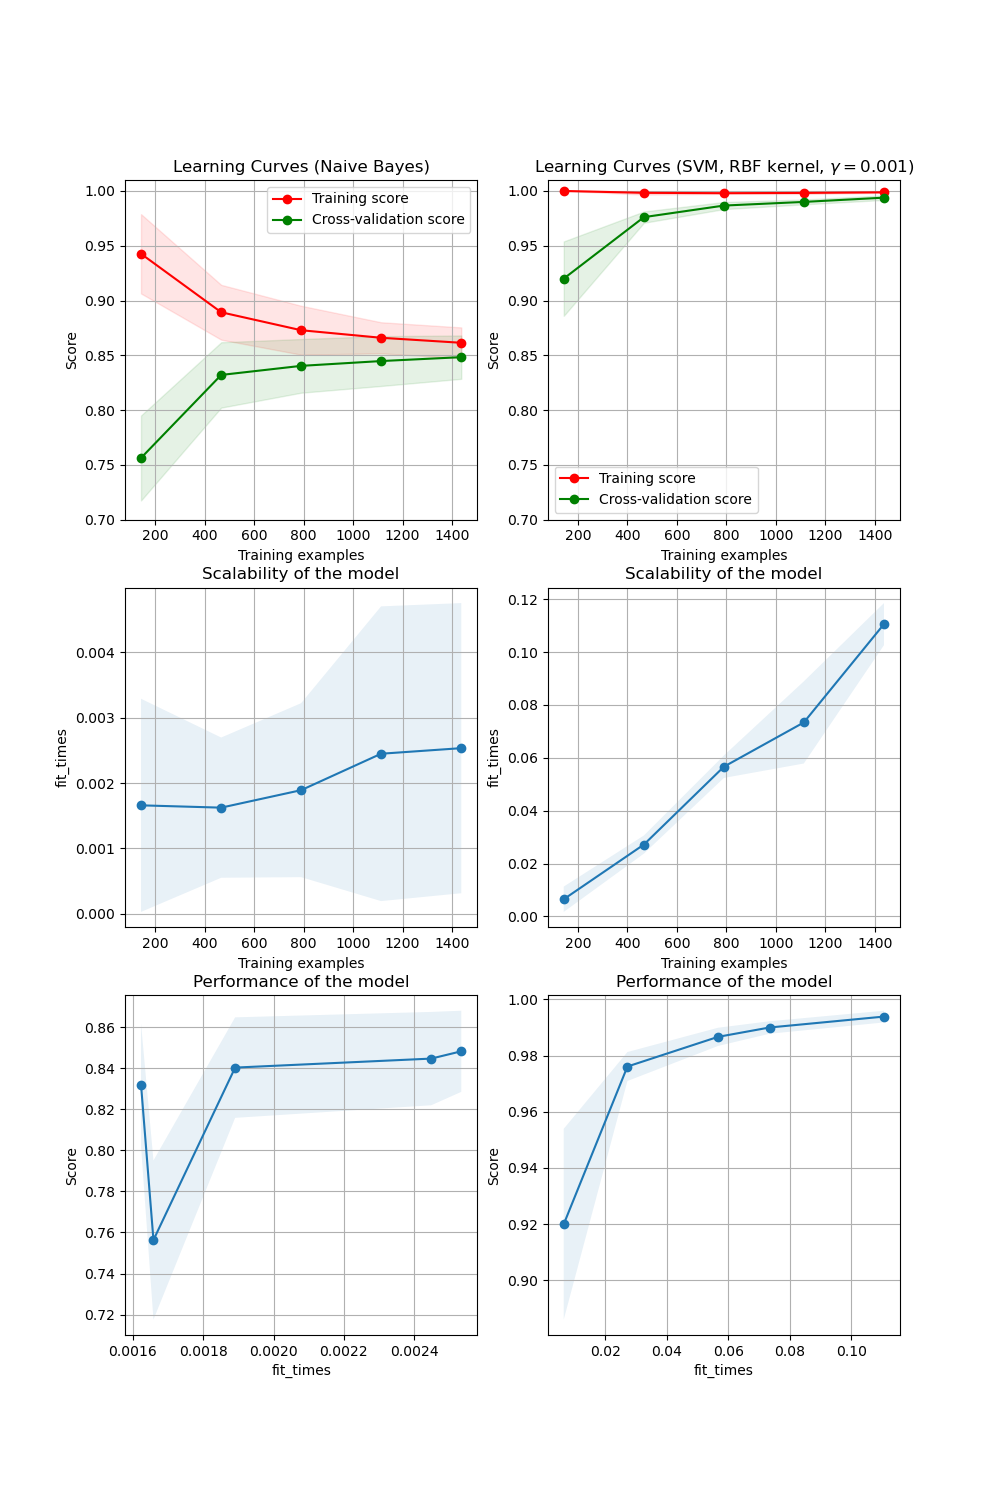 Learning Curves (Naive Bayes)
1.00
0.95
0.90
0.85
0.80
0.75
0.70
Score
Training score
Cross-validation score
200 400 600 800 1000 1200 1400
Training examples
Learning Curves (SVM, RBF kernel, γ = 0.001)
1.00
0.95
0.90
0.85
0.80
0.75
0.70
Score
Training score
Cross-validation score
200 400 600 800 1000 1200 1400
Training examples
Scalability of the model
0.004
0.003
0.002
0.001
0.000
fit_times
200 400 600 800 1000 1200 1400
Training examples
Scalability of the model
0.12
0.10
0.08
0.06
0.04
0.02
0.00
fit_times
200 400 600 800 1000 1200 1400
Training examples
Performance of the model
0.86
0.84
0.82
0.80
0.78
0.76
0.74
0.72
Score
0.0016 0.0018 0.0020 0.0022 0.0024
fit_times
Performance of the model
1.00
0.98
0.96
0.94
0.92
0.90
Score
0.02 0.04 0.06 0.08 0.10
fit_times